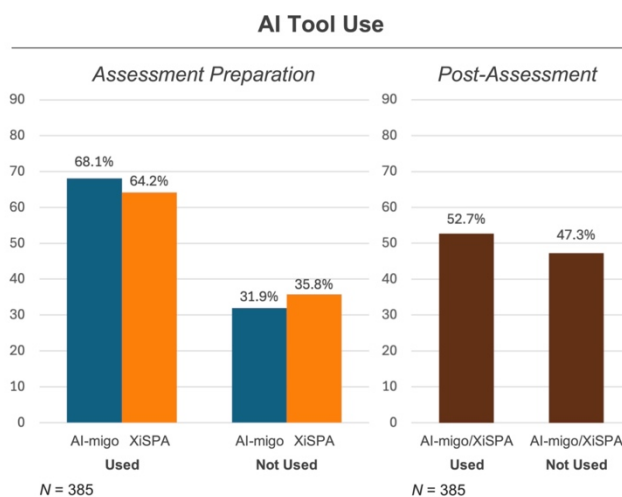 AI Tool Use
Assessment Preparation
90
80
70
60
50
40
30
20
10
0
68.1%
64.2%
31.9%
35.8%
AI-migo XiSPA
AI-migo XiSPA
Used
Not Used
N = 385
Post-Assessment
90
80
70
60
50
40
30
20
10
0
52.7%
47.3%
AI-migo/XiSPA
AI-migo/XiSPA
Used
Not Used
N = 385